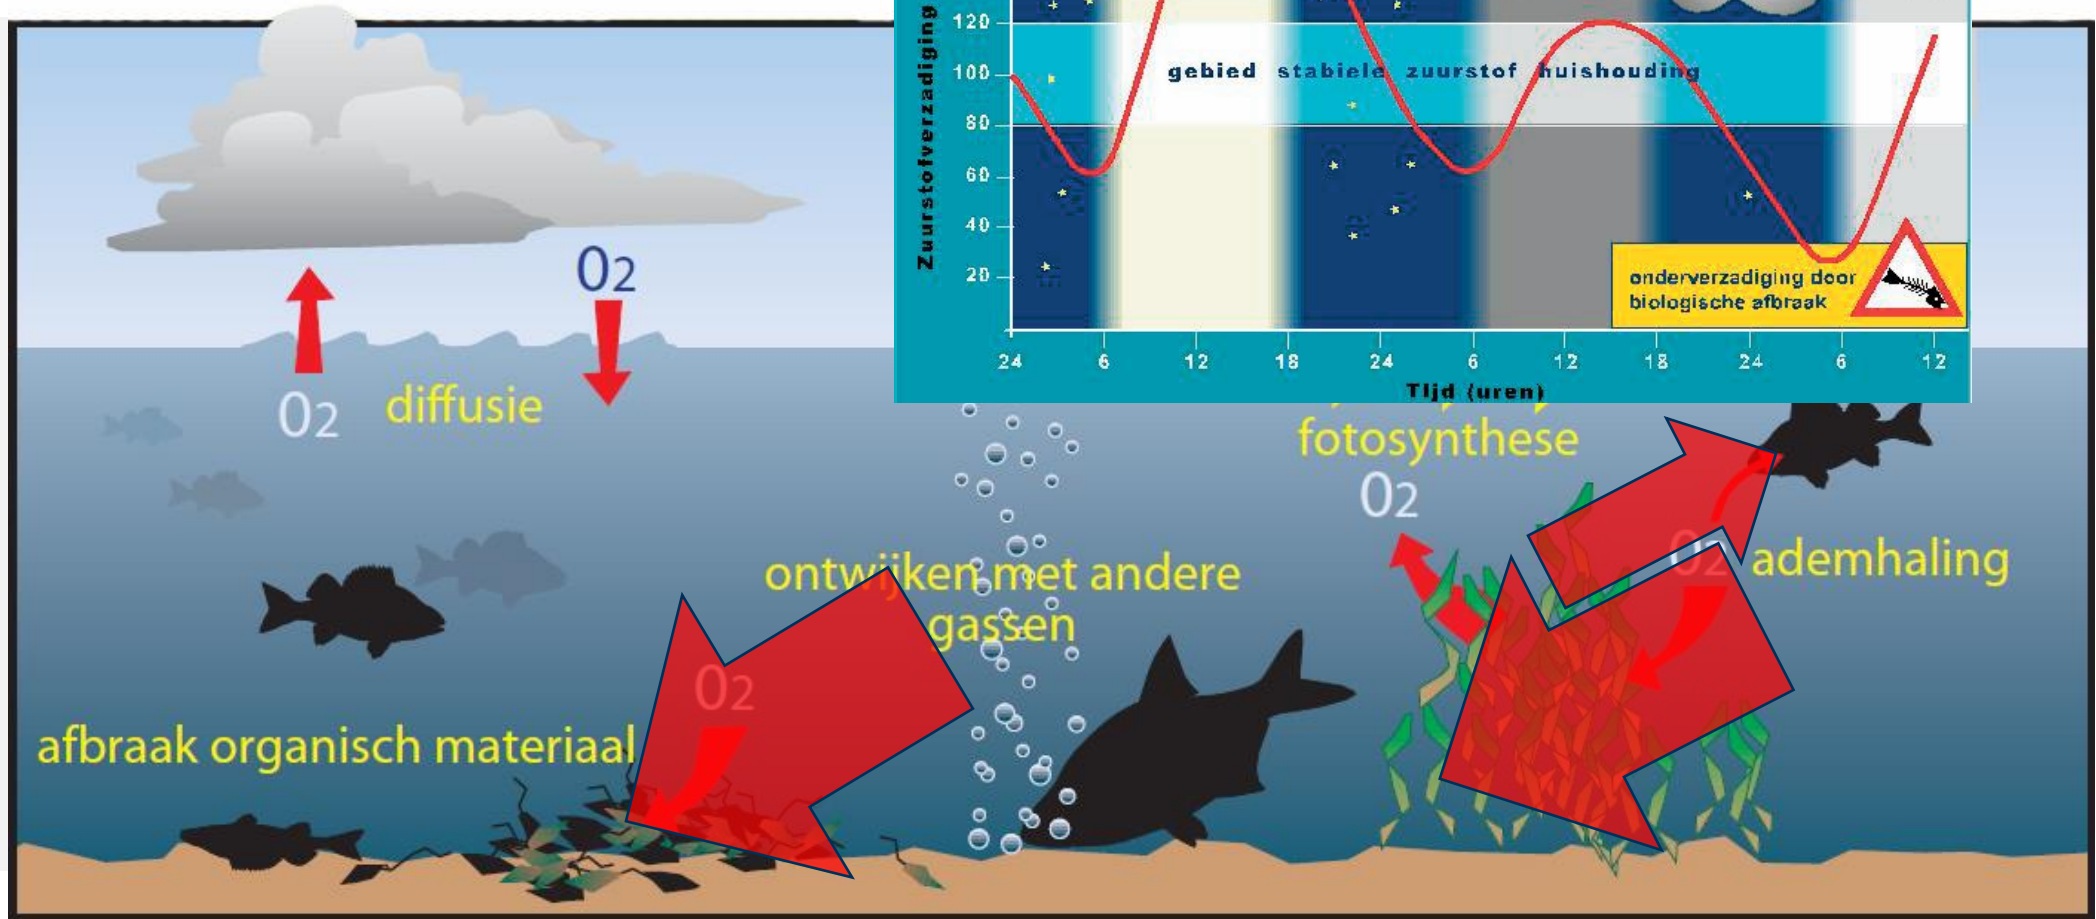 Zuurstofverzadiging
120
100
80
60
40
20
gebied stabiele zuurstof huishouding
onderverzadiging door
biologische afbraak
24 6 12 18 24 6 12 18 24 6 12
Tijd (uren)
O2
O2
diffusie
fotosynthese
O2
ontwijken met andere
gassen
O2
ademhaling
O2
afbraak organisch materiaal